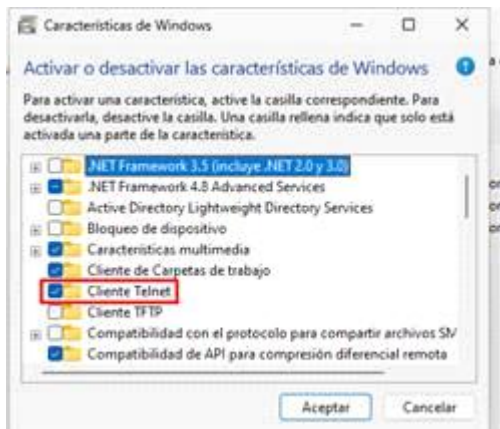 Características de Windows
Activar o desactivar las características de Windows
Para activar una característica, active la casilla correspondiente. Para
desactivarla, desactive la casilla. Una casilla rellena indica que solo está
activada una parte de la característica.
.NET Framework 3.5 (incluye .NET 2.0 y 3.0)
.NET Framework 4.8 Advanced Services
Active Directory Lightweight Directory Services
Bloqueo de dispositivo
Características multimedia
Cliente de Carpetas de trabajo
Cliente Telnet
Cliente TFTP
Compatibilidad con el protocolo para compartir archivos SM
Compatibilidad de API para compresión diferencial remota
Aceptar Cancelar